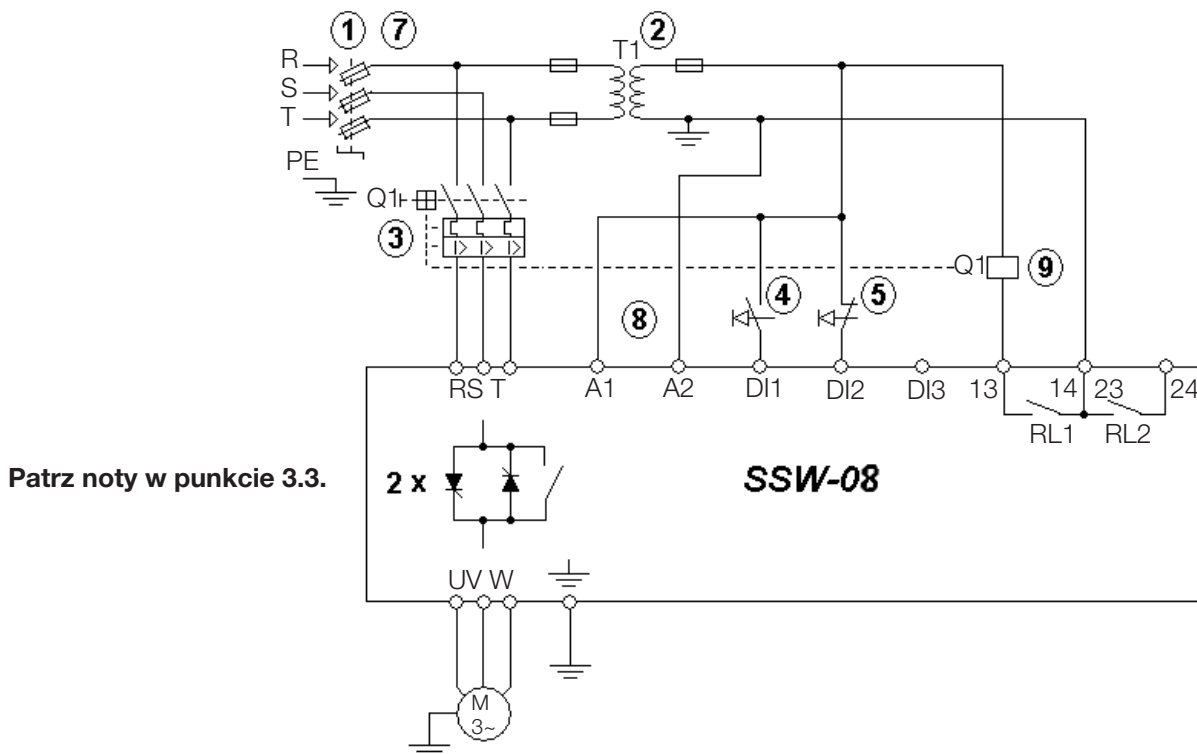 1 7 2
T1
R
S
T
PE
Q1
3
Q1 9
4 5
8
RS T A1 A2 DI1 DI2 DI3 13 14 23 24
RL1 RL2
Patrz noty w punkcie 3.3.
2 x SSW-08
UV W
M
3~